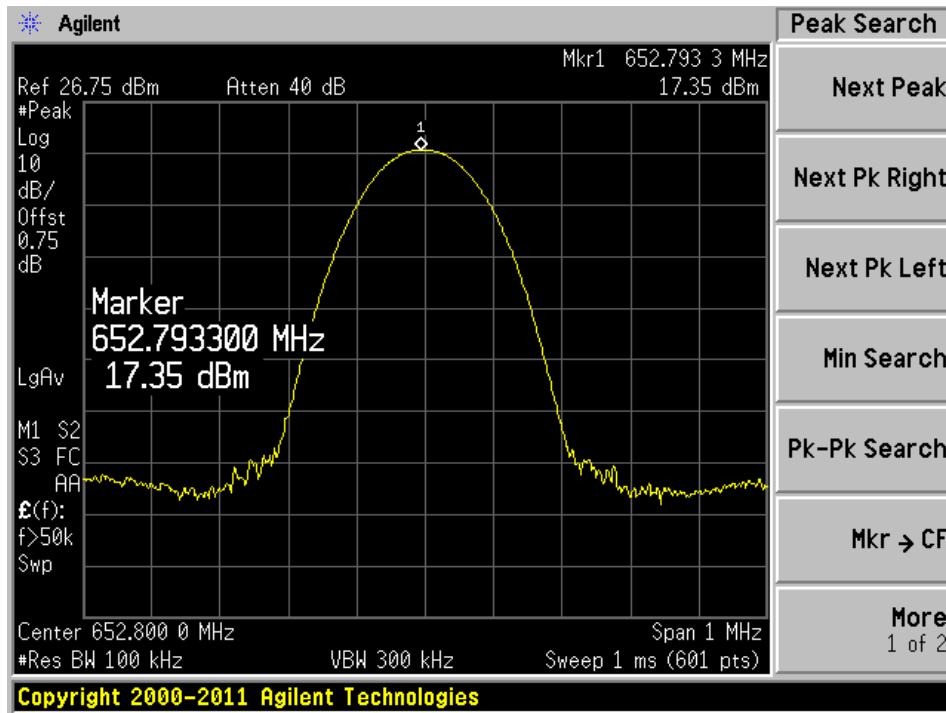 Agilent
Peak Search
Mkr1 652.793 3 MHz
Ref 26.75 dBm Atten 40 dB 17.35 dBm
#Peak
Log
10
dB/
Offst
0.75
dB
1
Marker
652.793300 MHz
17.35 dBm
LgAv
M1 S2
S3 FC
AA
£(f):
f>50k
Swp
Center 652.800 0 MHz Span 1 MHz
#Res BW 100 kHz VBW 300 kHz Sweep 1 ms (601 pts)
Copyright 2000-2011 Agilent Technologies
Next Peak
Next Pk Right
Next Pk Left
Min Search
Pk-Pk Search
Mkr → CF
More
1 of 2